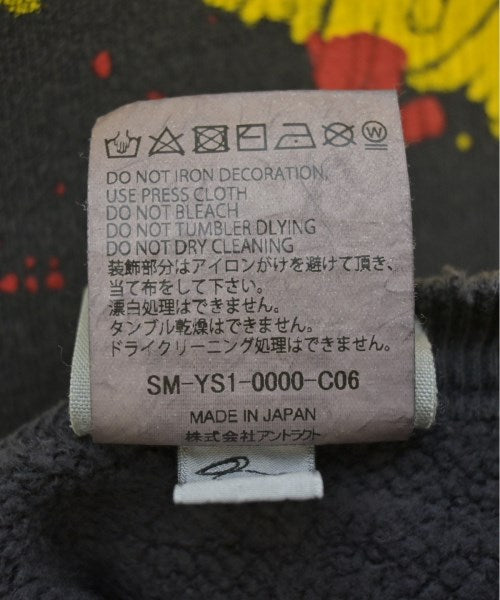 W
DO NOT IRON DECORATION,
USE PRESS CLOTH
DO NOT BLEACH
DO NOT TUMBLER DLYING
DO NOT DRY CLEANING
装飾部分はアイロンがけを避けて頂き、
当て布をして下さい。
漂白処理はできません。
タンブル乾燥はできません。
ドライクリーニング処理はできません。
SM-YS1-0000-C06
MADE IN JAPAN
株式会社アントラクト